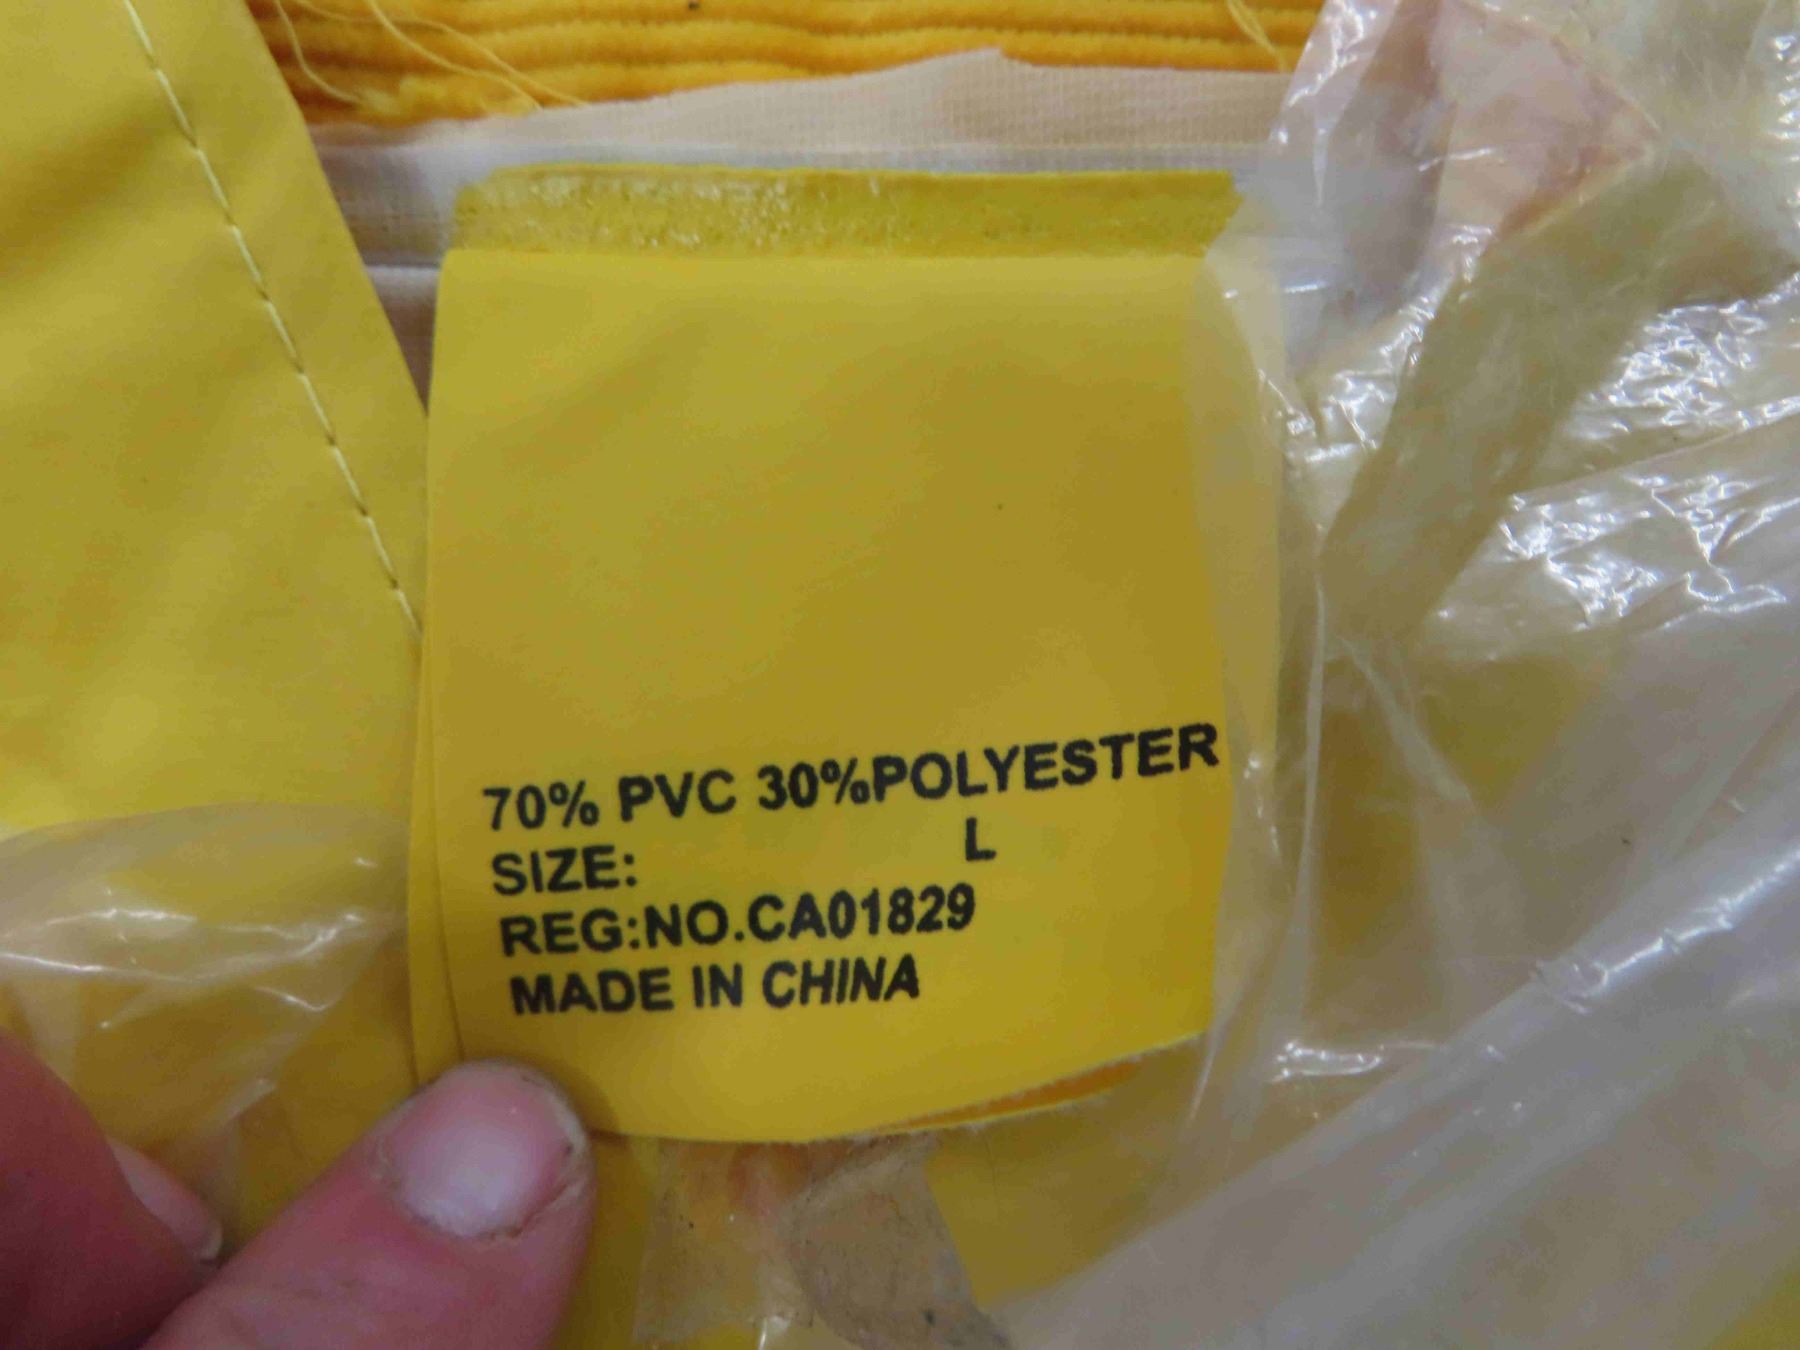 70% PVC 30%POLYESTER
SIZE: L
REG:NO.CA01829
MADE IN CHINA